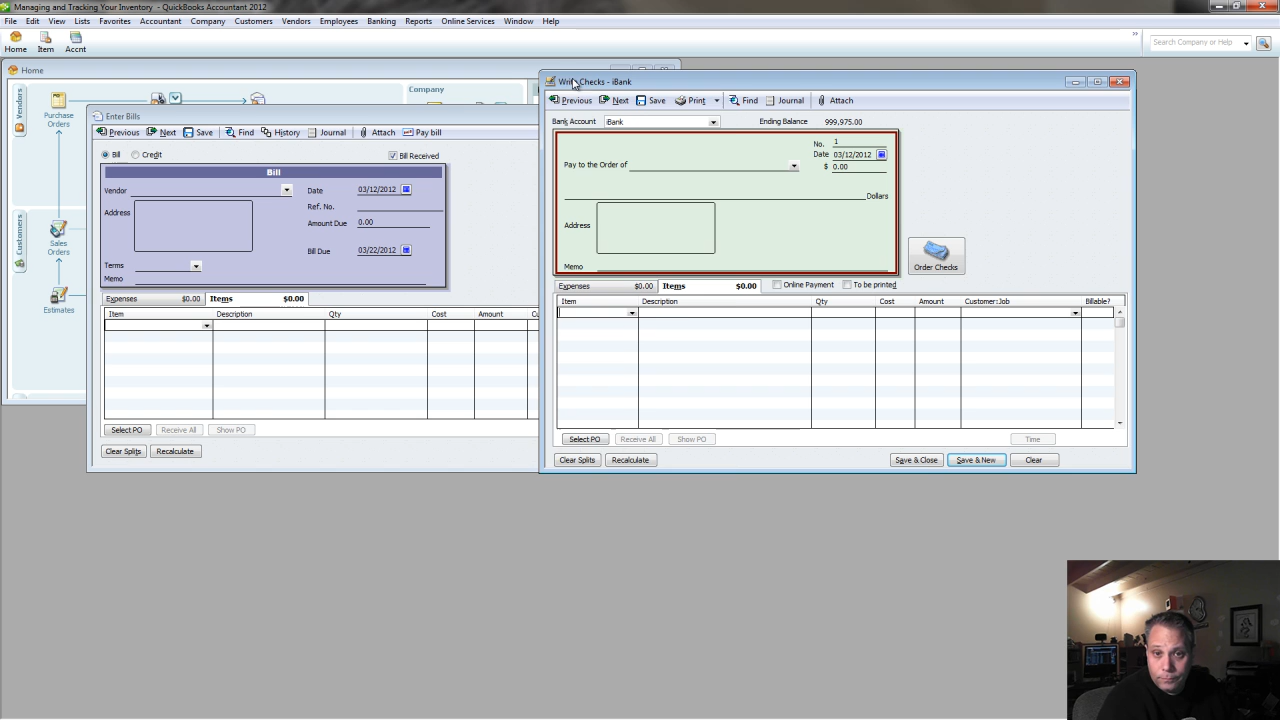 Managing and Tracking Your Inventory - QuickBooks Accountant 2012
File Edit View Lists Favorites Accountant Company Customers Vendors Employees Banking Reports Online Services Window Help
Home Item Accnt
Search Company or Help
Home
Vendors
Purchase Orders
Company
Customers
Sales Orders
Estimates
Enter Bills
Previous Next Save Find History Journal Attach Pay bill
Bill Credit Bill Received
Bill
Vendor Date 03/12/2012
Address Ref. No.
Amount Due 0.00
Bill Due 03/22/2012
Terms
Memo
Expenses $0.00 Items $0.00
Item Description Qty Cost Amount
Select PO Receive All Show PO
Clear Splits Recalculate
Write Checks - iBank
Previous Next Save Print Find Journal Attach
Bank Account iBank Ending Balance 999,975.00
No. 1
Date 03/12/2012
Pay to the Order of $ 0.00
Dollars
Address
Memo
Order Checks
Expenses $0.00 Items $0.00 Online Payment To be printed
Item Description Qty Cost Amount Customer:Job Billable?
Select PO Receive All Show PO Time
Clear Splits Recalculate Save & Close Save & New Clear